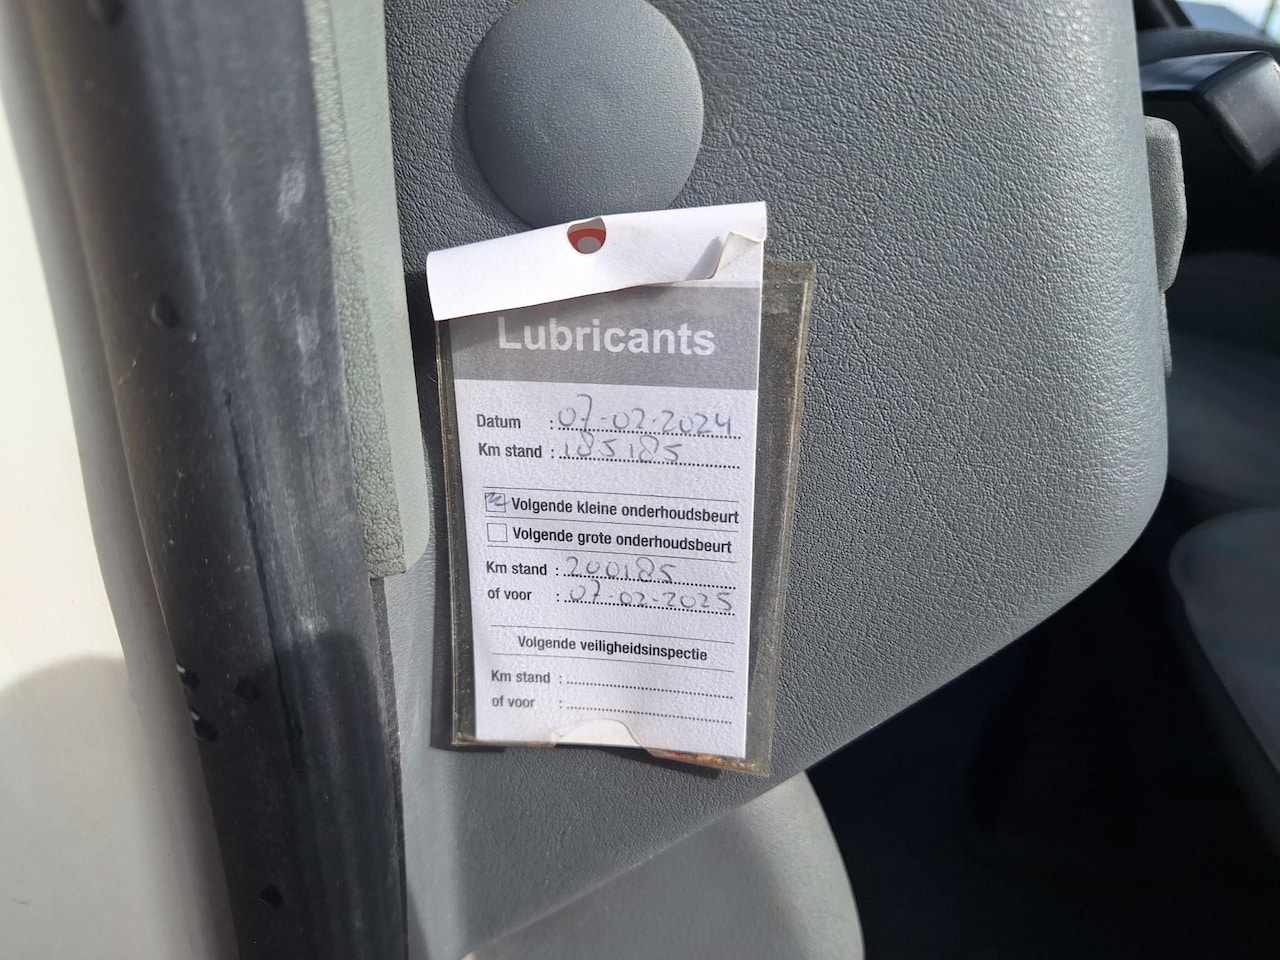 Lubricants
Datum : 07-02-2024
Km stand : 185185
Volgende kleine onderhoudsbeurt
Volgende grote onderhoudsbeurt
Km stand : 200185
of voor : 07-02-2025
Volgende veiligheidsinspectie
Km stand :
of voor :